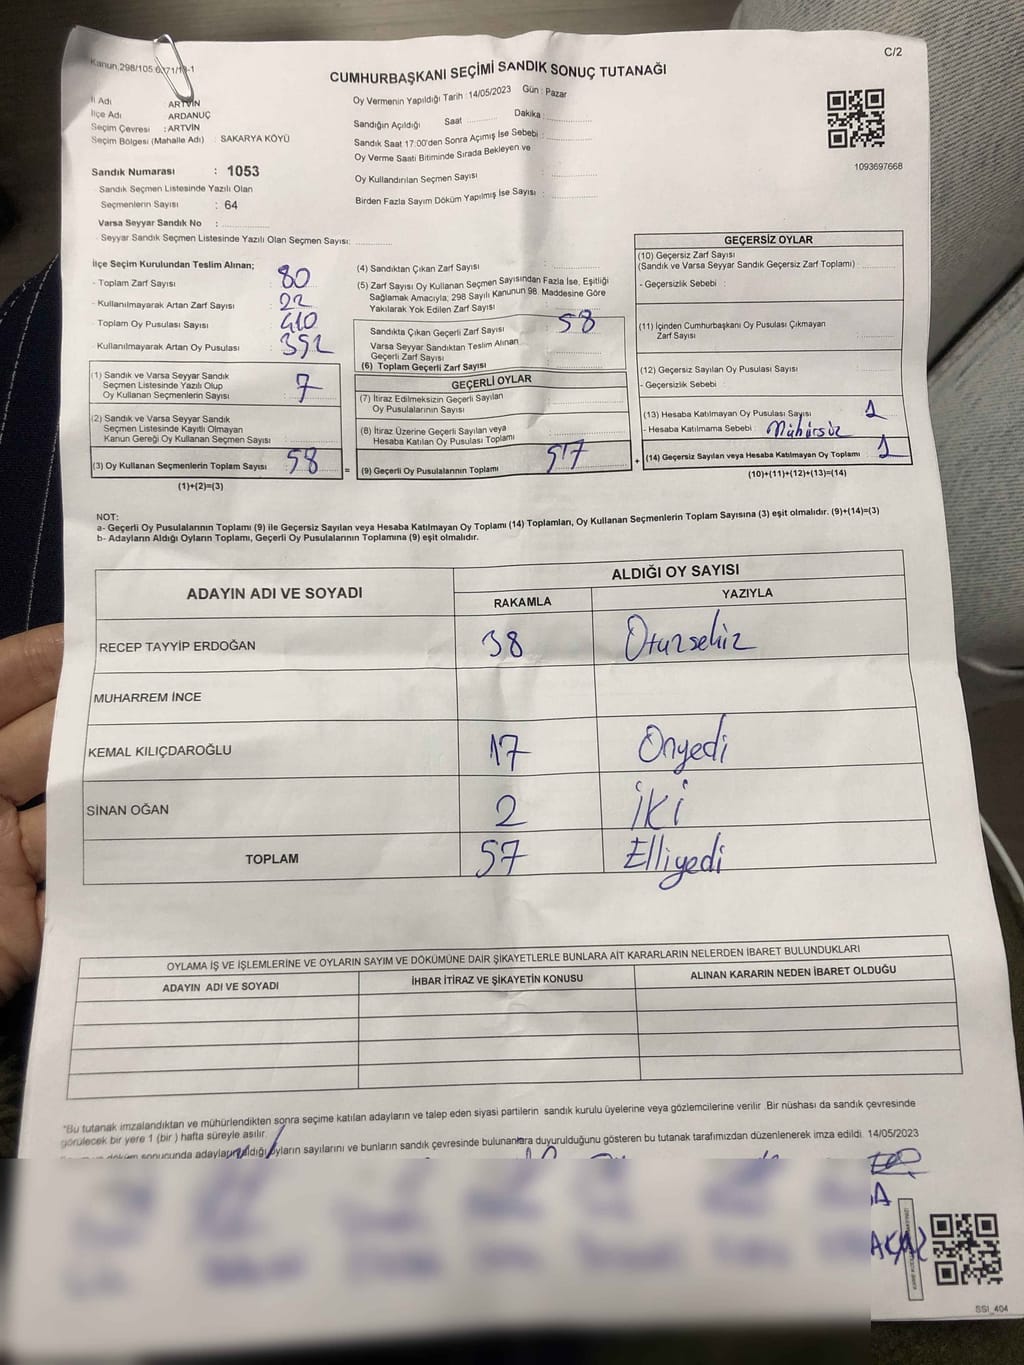 C/2
Kanun,298/105
CUMHURBAŞKANI SEÇİMİ SANDIK SONUÇ TUTANAĞI
İl Adı ARTVİN
İlçe Adı ARDANUÇ
Seçim Çevresi : ARTVİN
Seçim Bölgesi (Mahalle Adı) : SAKARYA KÖYÜ
Oy Vermenin Yapıldığı Tarih : 14/05/2023 Gün : Pazar
Sandığın Açıldığı Saat Dakika
Sandık Saat 17:00'den Sonra Açmış İse Sebebi
Oy Verme Saati Bitiminde Sırada Bekleyen ve
Oy Kullandırılan Seçmen Sayısı
Birden Fazla Sayım Döküm Yapılmış İse Sayısı :
1093697668
Sandık Numarası : 1053
Sandık Seçmen Listesinde Yazılı Olan
Seçmenlerin Sayısı : 64
Varsa Seyyar Sandık No :
Seyyar Sandık Seçmen Listesinde Yazılı Olan Seçmen Sayısı:
İlçe Seçim Kurulundan Teslim Alınan;
- Toplam Zarf Sayısı : 80
- Kullanılmayarak Artan Zarf Sayısı : 22
- Toplam Oy Pusulası Sayısı : 410
- Kullanılmayarak Artan Oy Pusulası : 352
(1) Sandık ve Varsa Seyyar Sandık
Seçmen Listesinde Yazılı Olup
Oy Kullanan Seçmenlerin Sayısı : 7
(2) Sandık ve Varsa Seyyar Sandık
Seçmen Listesinde Kayıtlı Olmayan
Kanun Gereği Oy Kullanan Seçmen Sayısı
(3) Oy Kullanan Seçmenlerin Toplam Sayısı : 58
(1)+(2)=(3)
=
(4) Sandıktan Çıkan Zarf Sayısı
(5) Zarf Sayısı Oy Kullanan Seçmen Sayısından Fazla İse, Eşitliği
Sağlamak Amacıyla; 298 Sayılı Kanunun 98. Maddesine Göre
Yakılarak Yok Edilen Zarf Sayısı
Sandıkta Çıkan Geçerli Zarf Sayısı : 58
Varsa Seyyar Sandıktan Teslim Alınan
Geçerli Zarf Sayısı
(6) Toplam Geçerli Zarf Sayısı
GEÇERLİ OYLAR
(7) İtiraz Edilmeksizin Geçerli Sayılan
Oy Pusulalarının Sayısı
(8) İtiraz Üzerine Geçerli Sayılan veya
Hesaba Katılan Oy Pusulası Toplamı
(9) Geçerli Oy Pusulalarının Toplamı : 57
+
GEÇERSİZ OYLAR
(10) Geçersiz Zarf Sayısı
(Sandık ve Varsa Seyyar Sandık Geçersiz Zarf Toplamı)
- Geçersizlik Sebebi :
(11) İçinden Cumhurbaşkanı Oy Pusulası Çıkmayan
Zarf Sayısı
(12) Geçersiz Sayılan Oy Pusulası Sayısı
- Geçersizlik Sebebi :
(13) Hesaba Katılmayan Oy Pusulası Sayısı 1
- Hesaba Katılmama Sebebi : Mühürsüz
(14) Geçersiz Sayılan veya Hesaba Katılmayan Oy Toplamı 1
(10)+(11)+(12)+(13)=(14)
NOT:
a- Geçerli Oy Pusulalarının Toplamı (9) ile Geçersiz Sayılan veya Hesaba Katılmayan Oy Toplamı (14) Toplamları, Oy Kullanan Seçmenlerin Toplam Sayısına (3) eşit olmalıdır. (9)+(14)=(3)
b- Adayların Aldığı Oyların Toplamı, Geçerli Oy Pusulalarının Toplamına (9) eşit olmalıdır.
ADAYIN ADI VE SOYADI ALDIĞI OY SAYISI
RAKAMLA YAZIYLA
RECEP TAYYİP ERDOĞAN 38 Otuzsekiz
MUHARREM İNCE
KEMAL KILIÇDAROĞLU 17 Onyedi
SİNAN OĞAN 2 İki
TOPLAM 57 Elliyedi
OYLAMA İŞ VE İŞLEMLERİNE VE OYLARIN SAYIM VE DÖKÜMÜNE DAİR ŞİKAYETLERLE BUNLARA AİT KARARLARIN NELERDEN İBARET BULUNDUKLARI
ADAYIN ADI VE SOYADI İHBAR İTİRAZ VE ŞİKAYETİN KONUSU ALINAN KARARIN NEDEN İBARET OLDUĞU
"Bu tutanak imzalandıktan ve mühürlendikten sonra seçime katılan adayların ve talep eden siyasi partilerin sandık kurulu üyelerine veya gözlemcilerine verilir .Bir nüshası da sandık çevresinde
görülecek bir yere 1 (bir ) hafta süreyle asılır.
sonucunda oyların sayılarını ve bunların sandık çevresinde bulunanlara duyurulduğunu gösteren bu tutanak tarafımızdan düzenlenerek imza edildi. 14/05/2023
SSI_404